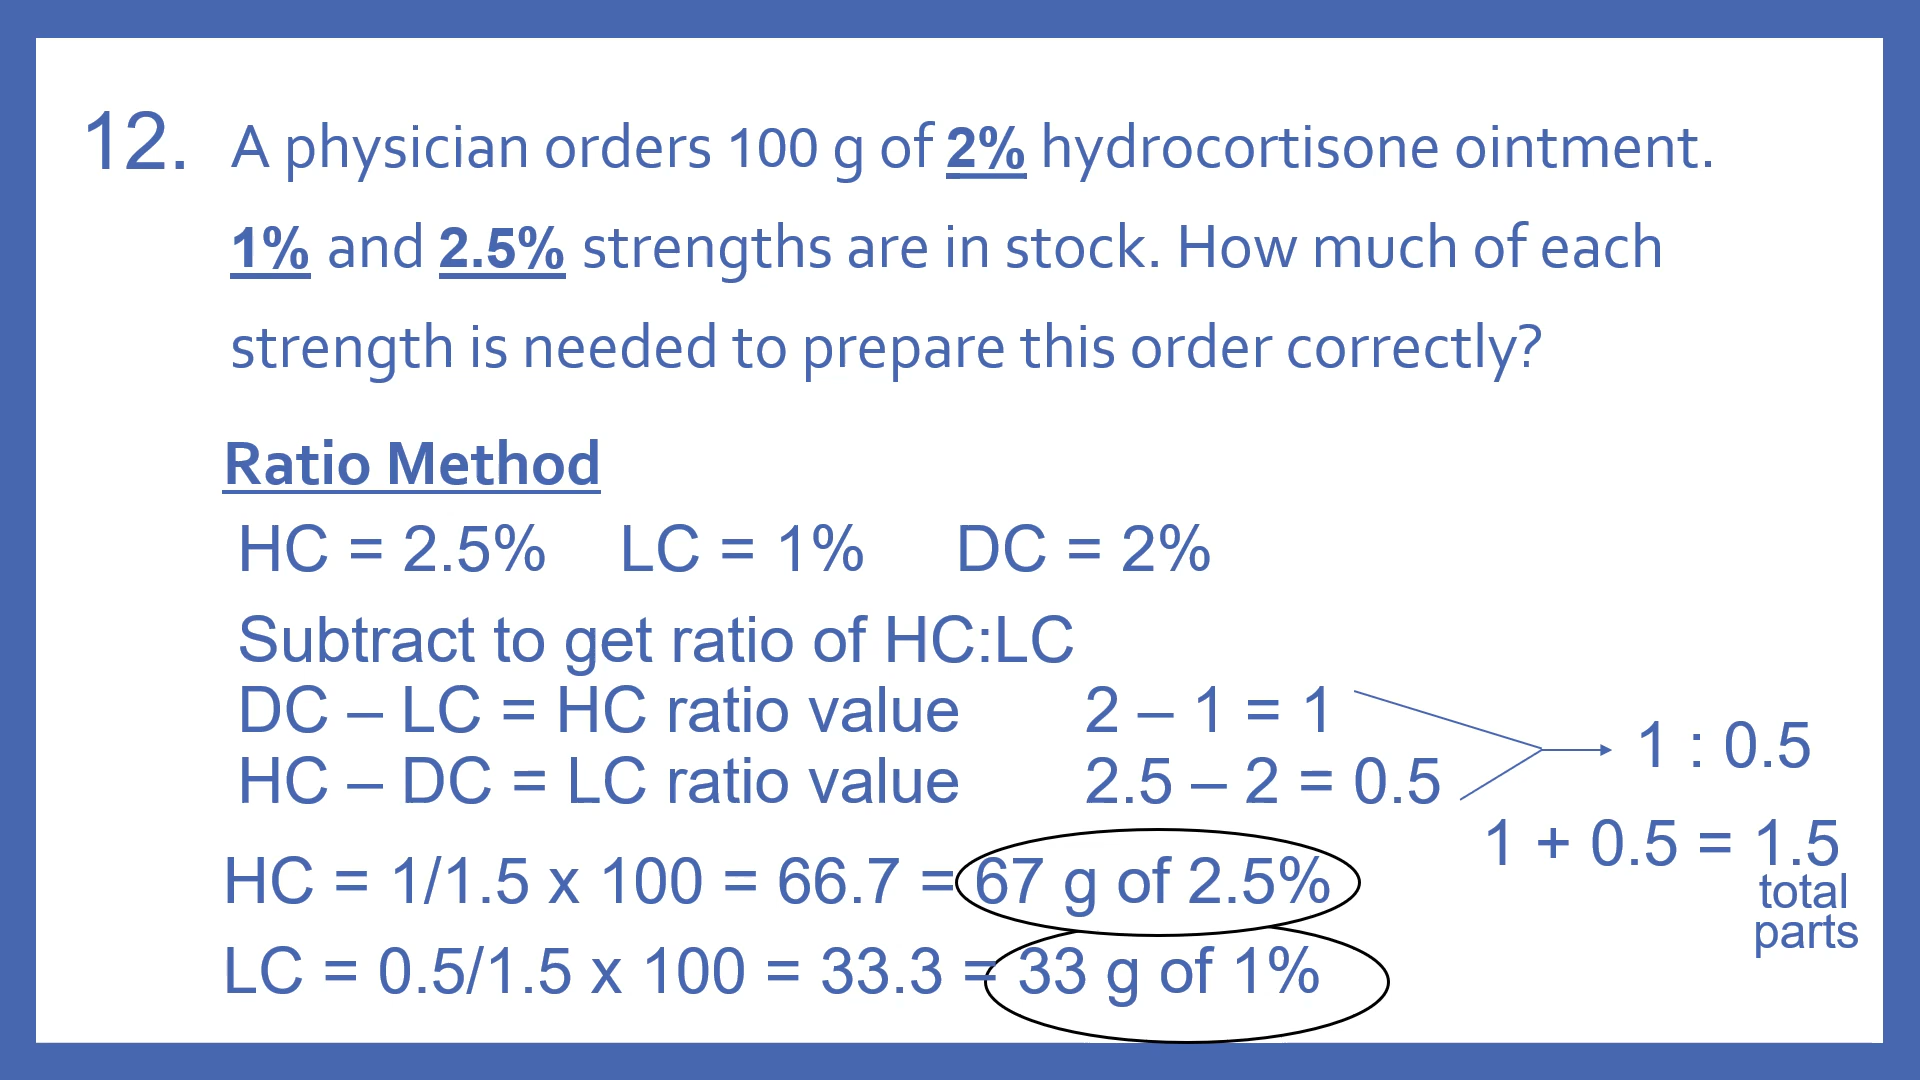 12. A physician orders 100 g of 2% hydrocortisone ointment.
1% and 2.5% strengths are in stock. How much of each
strength is needed to prepare this order correctly?
Ratio Method
HC = 2.5% LC = 1% DC = 2%
Subtract to get ratio of HC:LC
DC – LC = HC ratio value 2 – 1 = 1
HC – DC = LC ratio value 2.5 – 2 = 0.5
1 : 0.5
1 + 0.5 = 1.5
total
parts
HC = 1/1.5 x 100 = 66.7 = 67 g of 2.5%
LC = 0.5/1.5 x 100 = 33.3 = 33 g of 1%